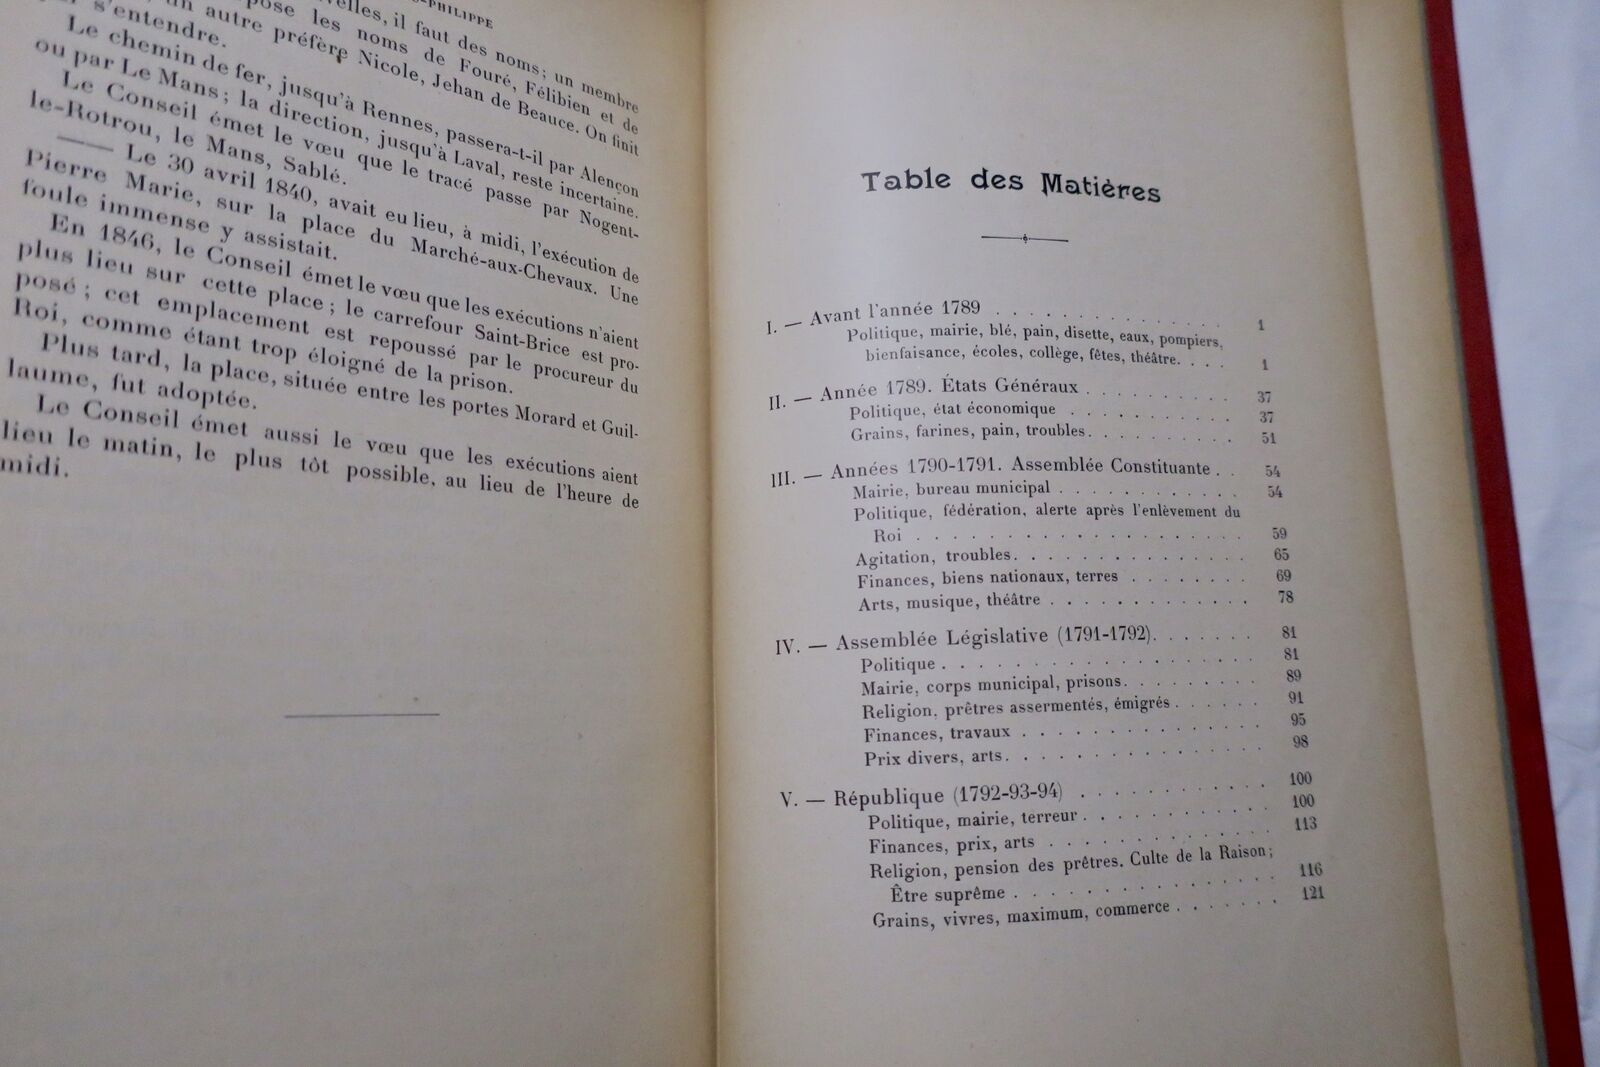 -PHILIPPE
velles, il faut des noms; un membre
pose les noms de Fouré, Félibien et de
un autre préfère Nicole, Jehan de Beauce. On finit
s'entendre.
Le chemin de fer, jusqu'à Rennes, passera-t-il par Alençon
ou par Le Mans; la direction, jusqu'à Laval, reste incertaine.
Le Conseil émet le vœu que le tracé passe par Nogent-
le-Rotrou, le Mans, Sablé.
—— Le 30 avril 1840, avait eu lieu, à midi, l'exécution de
Pierre Marie, sur la place du Marché-aux-Chevaux. Une
foule immense y assistait.
En 1846, le Conseil émet le vœu que les exécutions n'aient
plus lieu sur cette place; le carrefour Saint-Brice est pro-
posé; cet emplacement est repoussé par le procureur du
Roi, comme étant trop éloigné de la prison.
Plus tard, la place, située entre les portes Morard et Guil-
laume, fut adoptée.
Le Conseil émet aussi le vœu que les exécutions aient
lieu le matin, le plus tôt possible, au lieu de l'heure de
midi.
Table des Matières
I. — Avant l'année 1789 . . . . . . . . . . . . . . 1
Politique, mairie, blé, pain, disette, eaux, pompiers,
bienfaisance, écoles, collège, fêtes, théâtre. . . . 1
II. — Année 1789. États Généraux . . . . . . . . . . 37
Politique, état économique . . . . . . . . . . 37
Grains, farines, pain, troubles. . . . . . . . . . 51
III. — Années 1790-1791. Assemblée Constituante . . 54
Mairie, bureau municipal . . . . . . . . . . . . 54
Politique, fédération, alerte après l'enlèvement du
Roi . . . . . . . . . . . . . . . . . . . . 59
Agitation, troubles. . . . . . . . . . . . . . . 65
Finances, biens nationaux, terres . . . . . . . . 69
Arts, musique, théâtre . . . . . . . . . . . . . 78
IV. — Assemblée Législative (1791-1792). . . . . . . 81
Politique . . . . . . . . . . . . . . . . . . . 81
Mairie, corps municipal, prisons. . . . . . . . . 89
Religion, prêtres assermentés, émigrés . . . . . . 91
Finances, travaux . . . . . . . . . . . . . . . 95
Prix divers, arts. . . . . . . . . . . . . . . . 98
V. — République (1792-93-94) . . . . . . . . . . . . 100
Politique, mairie, terreur . . . . . . . . . . . 100
Finances, prix, arts . . . . . . . . . . . . . . 113
Religion, pension des prêtres. Culte de la Raison;
Être suprême . . . . . . . . . . . . . . . . 116
Grains, vivres, maximum, commerce . . . . . . . 121